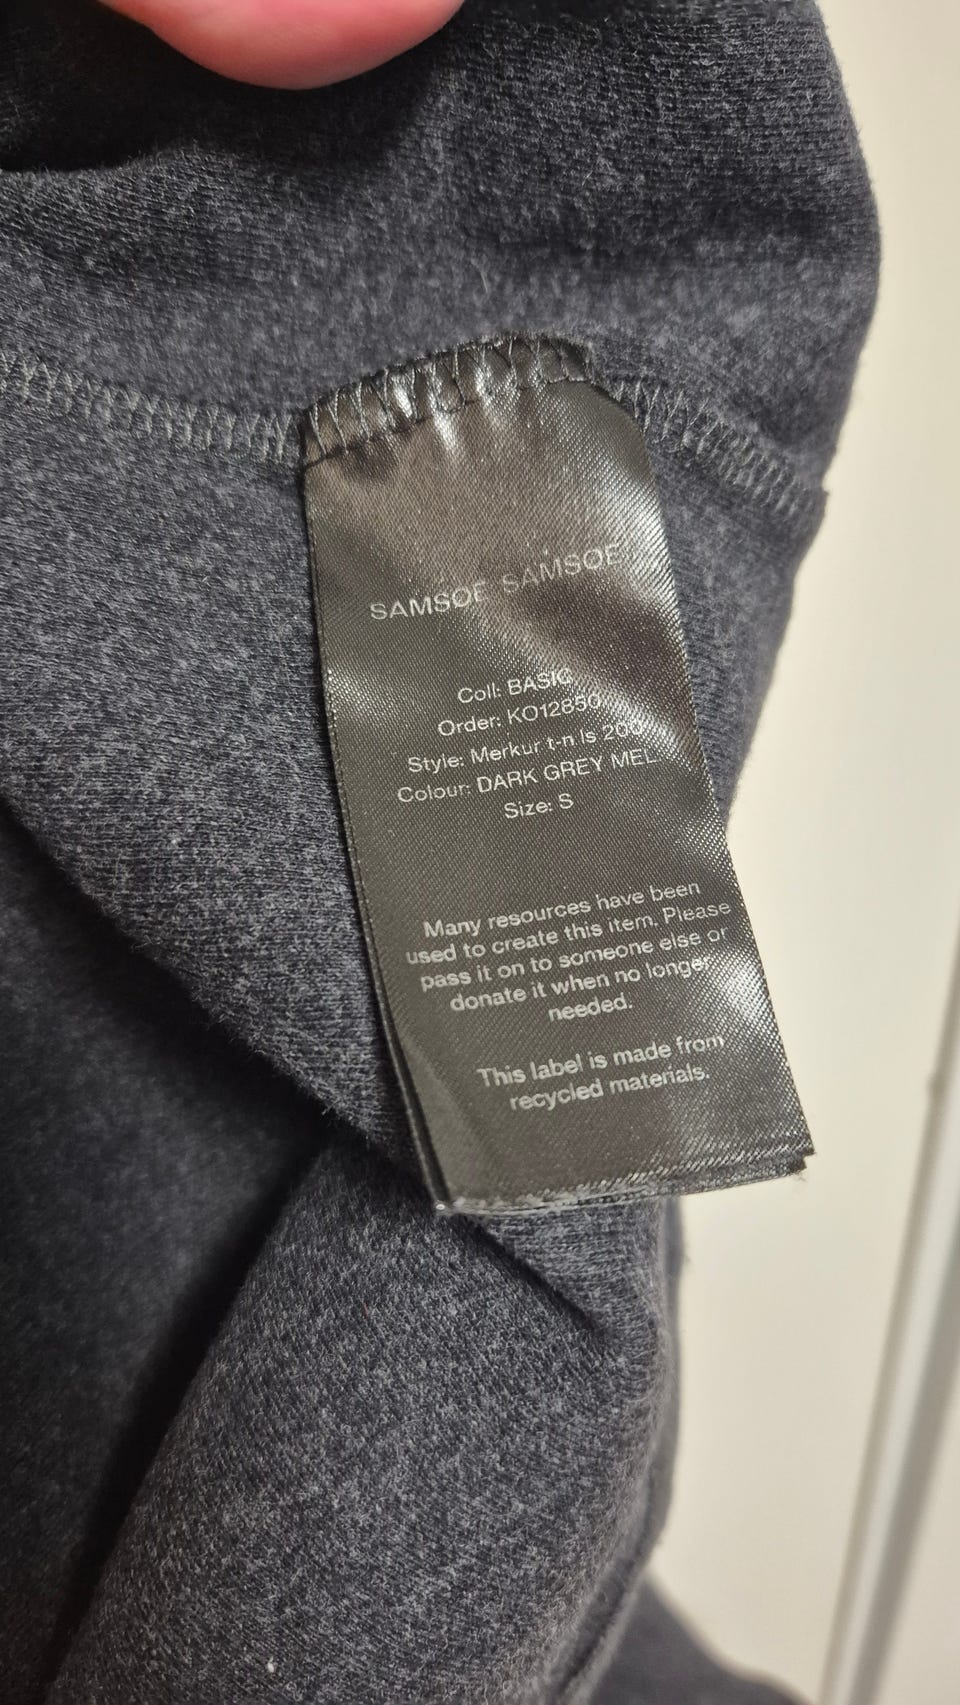 SAMSØE SAMSØE
Coll: BASIC
Order: KO12850
Style: Merkur t-n ls 200
Colour: DARK GREY MEL.
Size: S
Many resources have been
used to create this item. Please
pass it on to someone else or
donate it when no longer
needed.
This label is made from
recycled materials.